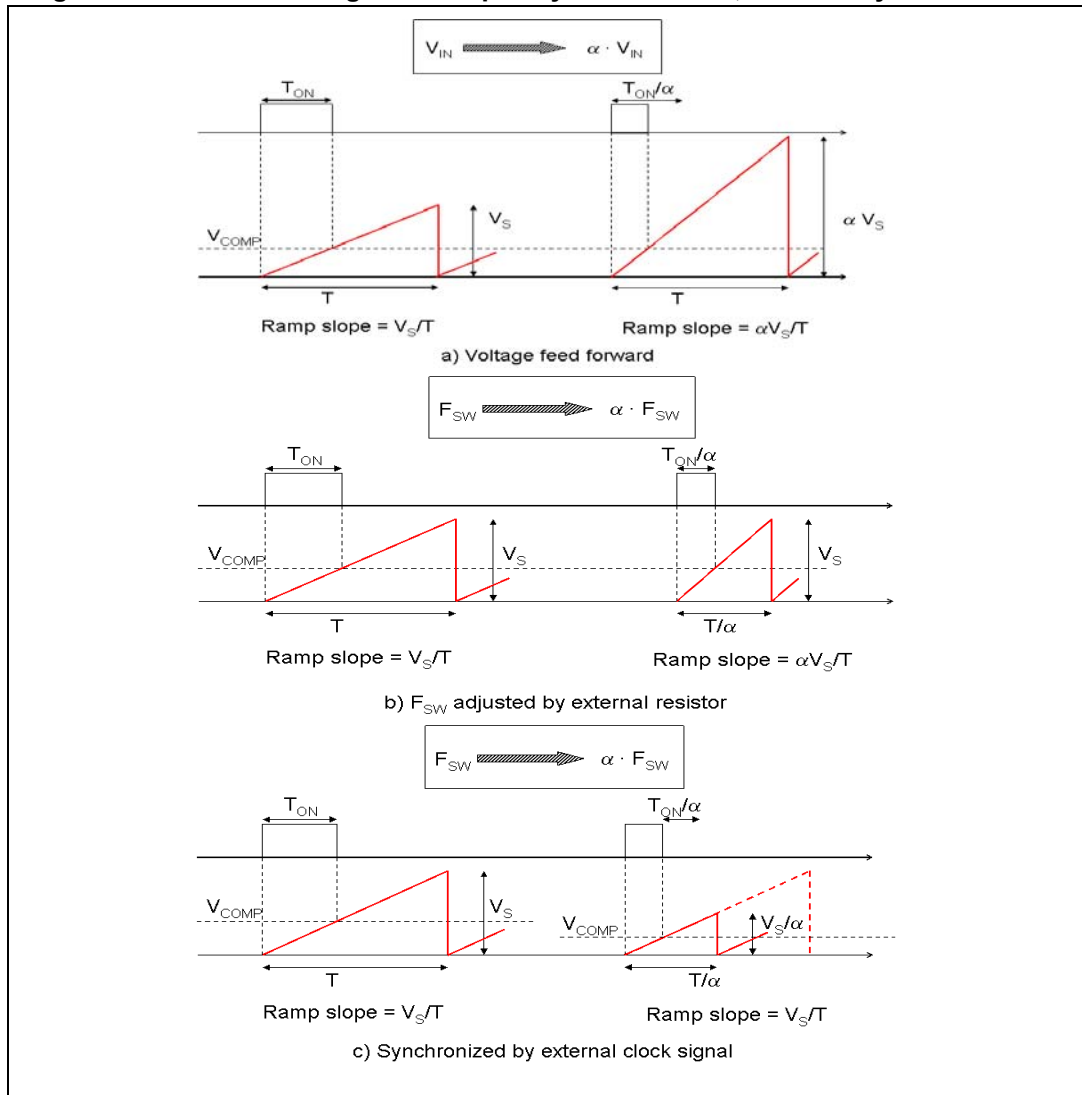 V_IN α · V_IN
T_ON T_ON/α
V_S
α V_S
V_COMP
T T
Ramp slope = V_S/T Ramp slope = αV_S/T
a) Voltage feed forward
F_SW α · F_SW
T_ON T_ON/α
V_COMP V_S V_S
T T/α
Ramp slope = V_S/T Ramp slope = αV_S/T
b) F_SW adjusted by external resistor
F_SW α · F_SW
T_ON T_ON/α
V_COMP V_S V_COMP V_S/α
T T/α
Ramp slope = V_S/T Ramp slope = V_S/T
c) Synchronized by external clock signal